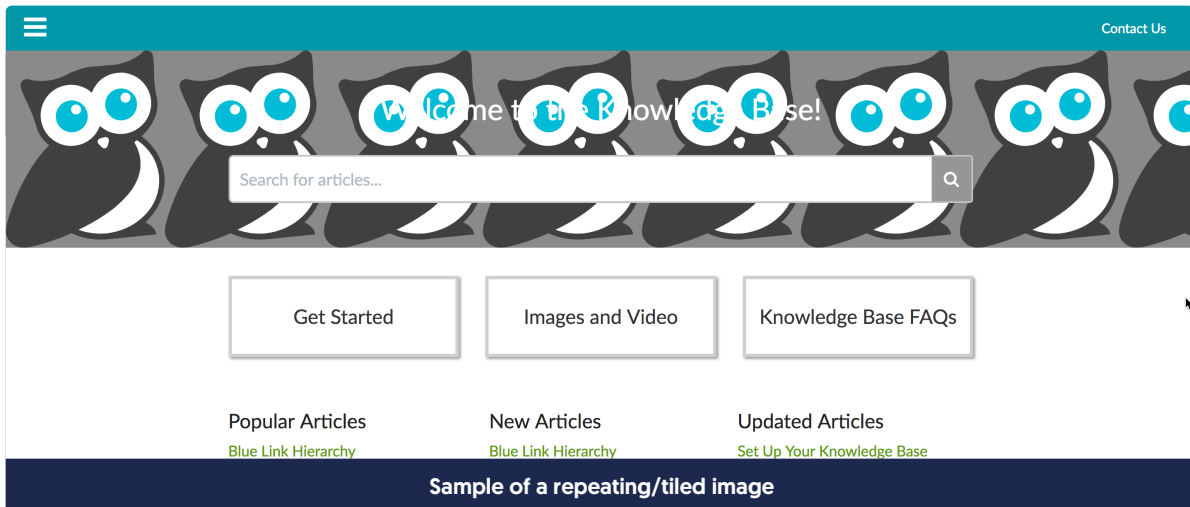 Contact Us
Welcome to the Knowledge Base!
Search for articles...
Get Started
Images and Video
Knowledge Base FAQs
Popular Articles
New Articles
Updated Articles
Blue Link Hierarchy
Blue Link Hierarchy
Set Up Your Knowledge Base
Sample of a repeating/tiled image